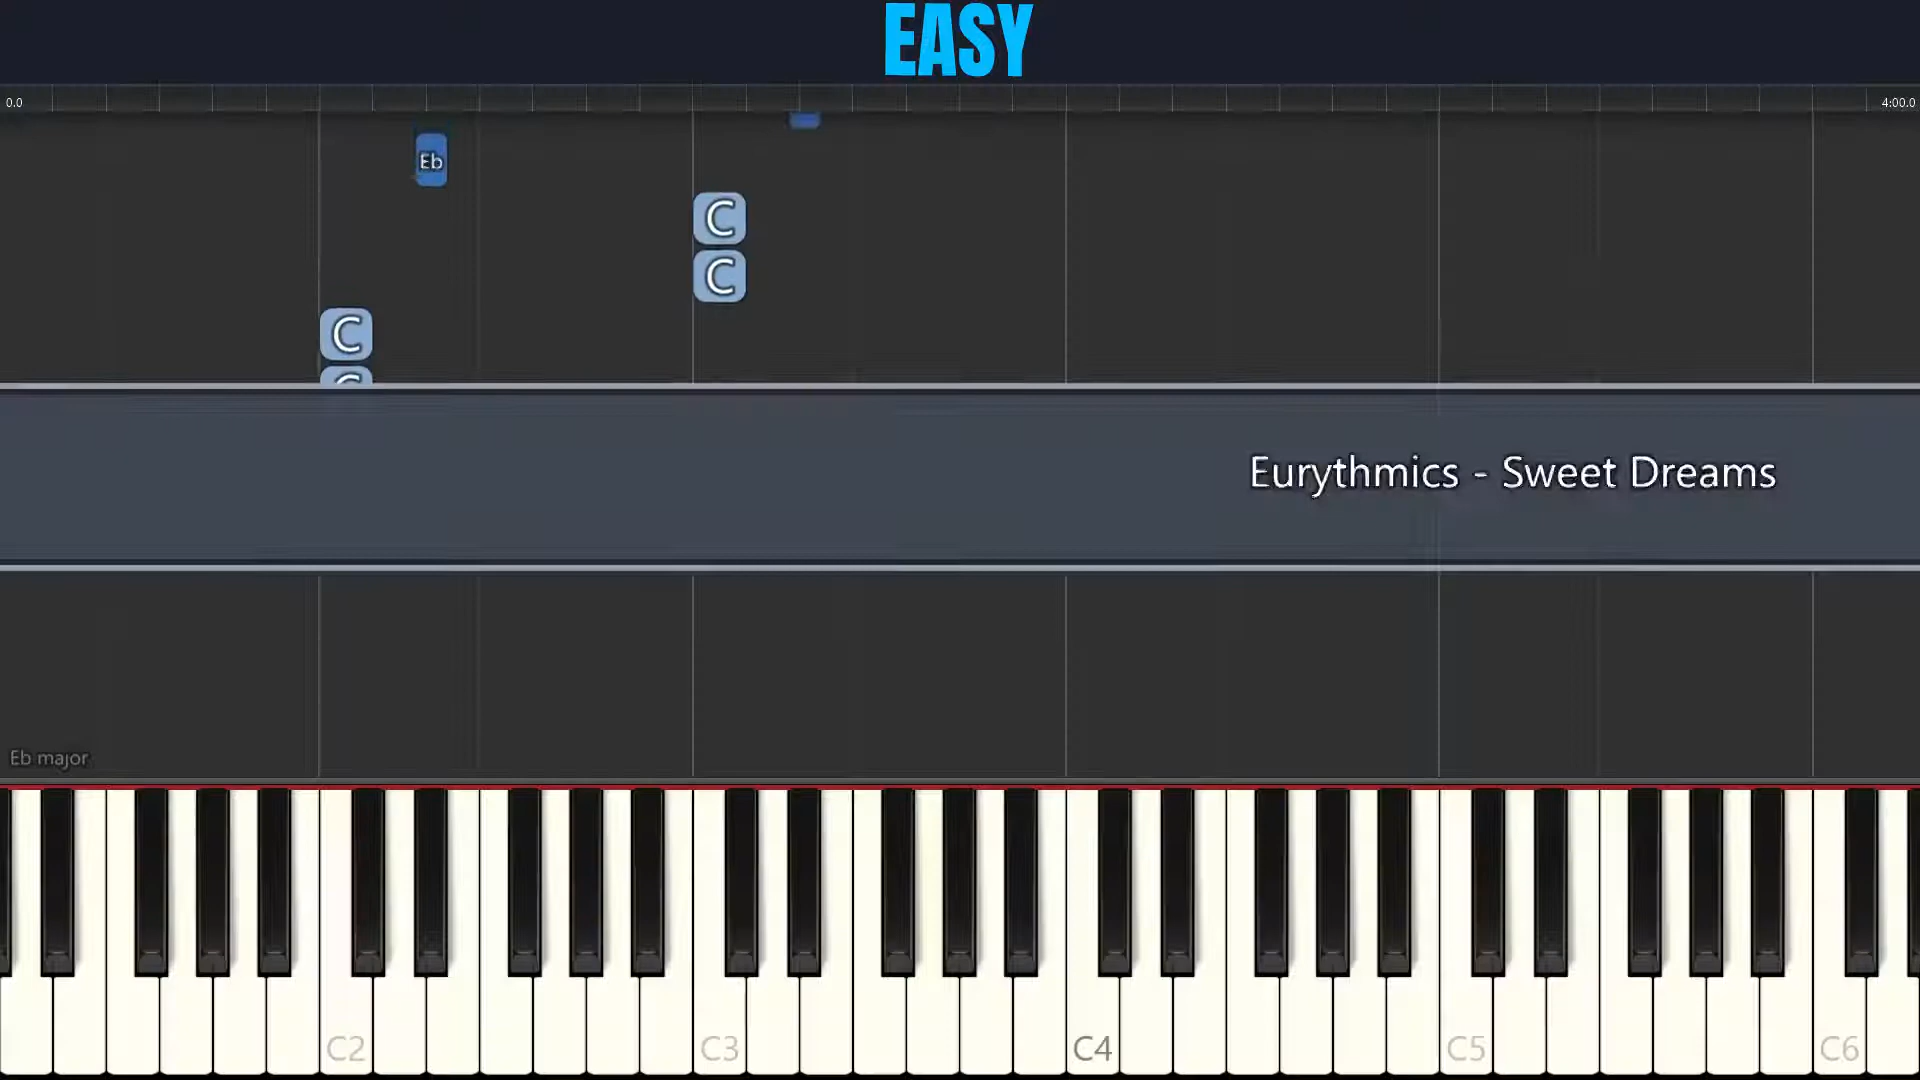 EASY
0.0
4:00.0
Eb
C
C
C
C
Eurythmics - Sweet Dreams
Eb major
C2
C3
C4
C5
C6